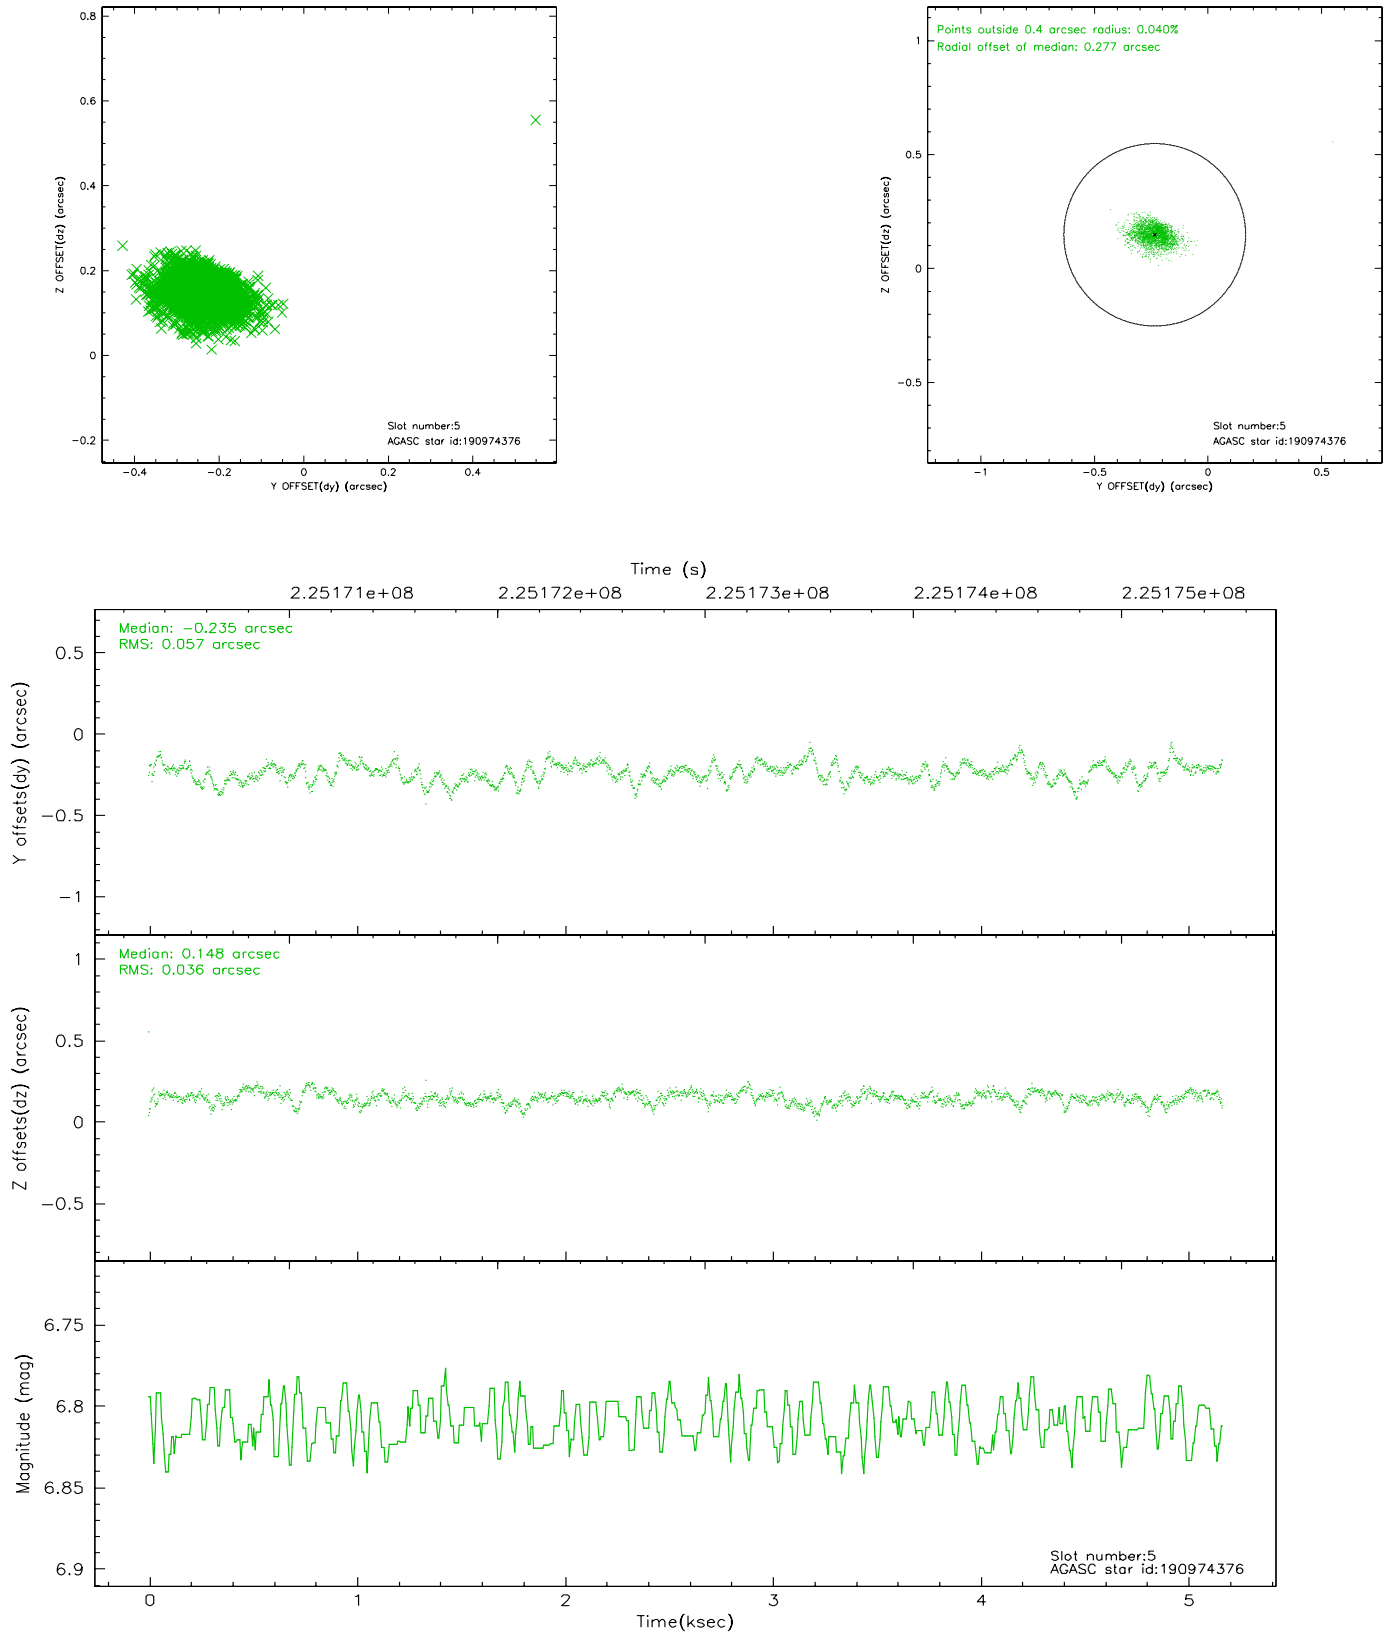 0.8
0.6
0.4
0.2
0
−0.2
Z OFFSET(dz) (arcsec)
Slot number:5
AGASC star id:190974376
−0.4 −0.2 0 0.2 0.4
Y OFFSET(dy) (arcsec)
Points outside 0.4 arcsec radius: 0.040%
Radial offset of median: 0.277 arcsec
1
0.5
0
−0.5
Z OFFSET(dz) (arcsec)
Slot number:5
AGASC star id:190974376
−1 −0.5 0 0.5
Y OFFSET(dy) (arcsec)
Time (s)
2.25171e+08 2.25172e+08 2.25173e+08 2.25174e+08 2.25175e+08
Median: −0.235 arcsec
RMS: 0.057 arcsec
0.5
0
−0.5
−1
Y offsets(dy) (arcsec)
Median: 0.148 arcsec
RMS: 0.036 arcsec
1
0.5
0
−0.5
Z offsets(dz) (arcsec)
6.75
6.8
6.85
6.9
Magnitude (mag)
Slot number:5
AGASC star id:190974376
0 1 2 3 4 5
Time(ksec)